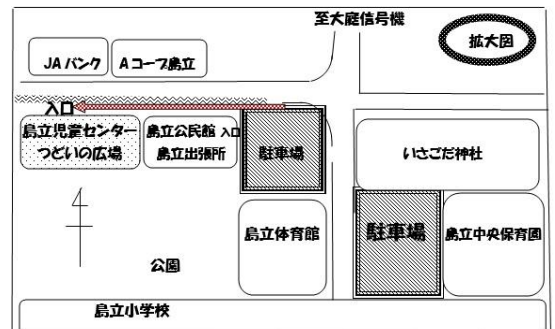 至大庭信号機
拡大図
JAバンク
Aコープ島立
入口
島立児童センター
つどいの広場
島立公民館 入口
島立出張所
駐車場
いさごだ神社
島立体育館
駐車場
島立中央保育園
公園
島立小学校